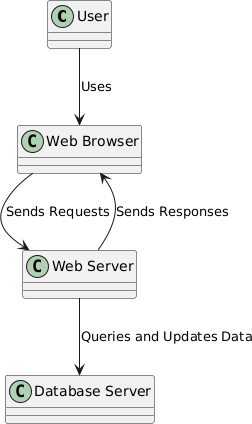 C User
Uses
C Web Browser
Sends Requests
Sends Responses
C Web Server
Queries and Updates Data
C Database Server